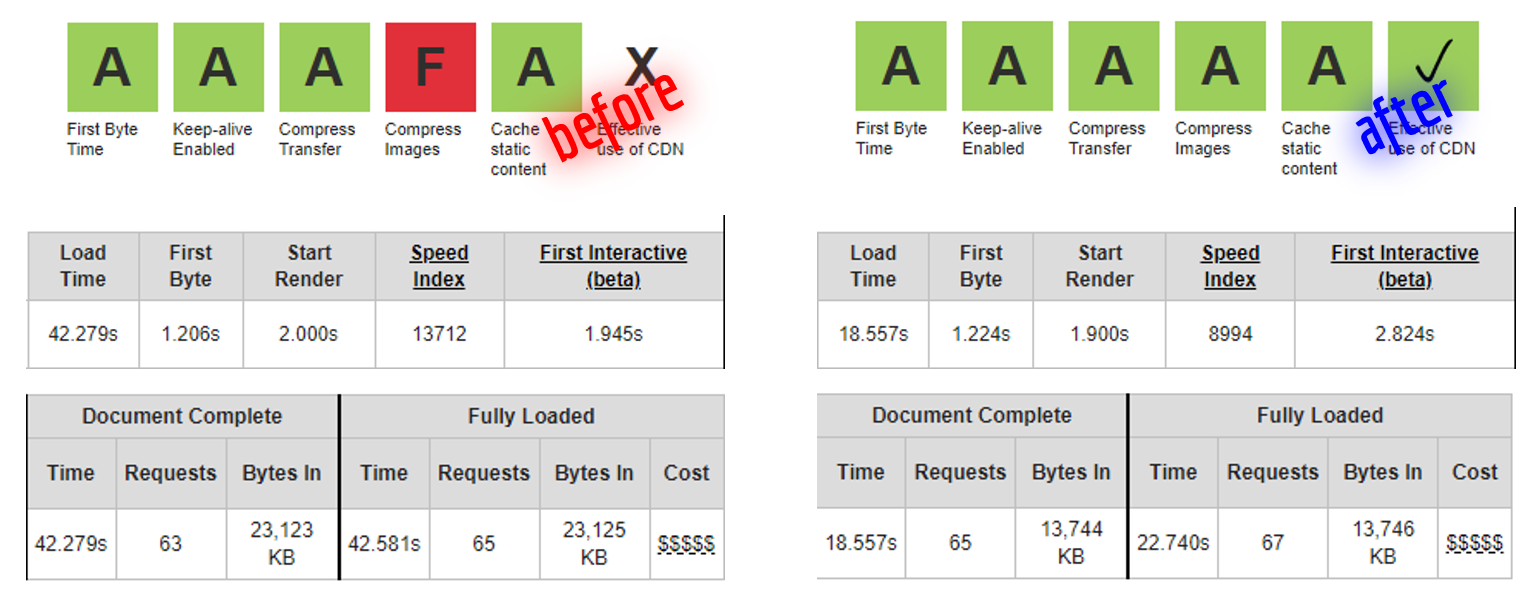 A A A F A X
First Byte Time
Keep-alive Enabled
Compress Transfer
Compress Images
Cache static content
Effective use of CDN
before
Load Time
First Byte
Start Render
Speed Index
First Interactive (beta)
42.279s 1.206s 2.000s 13712 1.945s
Document Complete Fully Loaded
Time Requests Bytes In Time Requests Bytes In Cost
42.279s 63 23,123 KB 42.581s 65 23,125 KB $$$$$
A A A A A ✓
First Byte Time
Keep-alive Enabled
Compress Transfer
Compress Images
Cache static content
Effective use of CDN
after
Load Time
First Byte
Start Render
Speed Index
First Interactive (beta)
18.557s 1.224s 1.900s 8994 2.824s
Document Complete Fully Loaded
Time Requests Bytes In Time Requests Bytes In Cost
18.557s 65 13,744 KB 22.740s 67 13,746 KB $$$$$